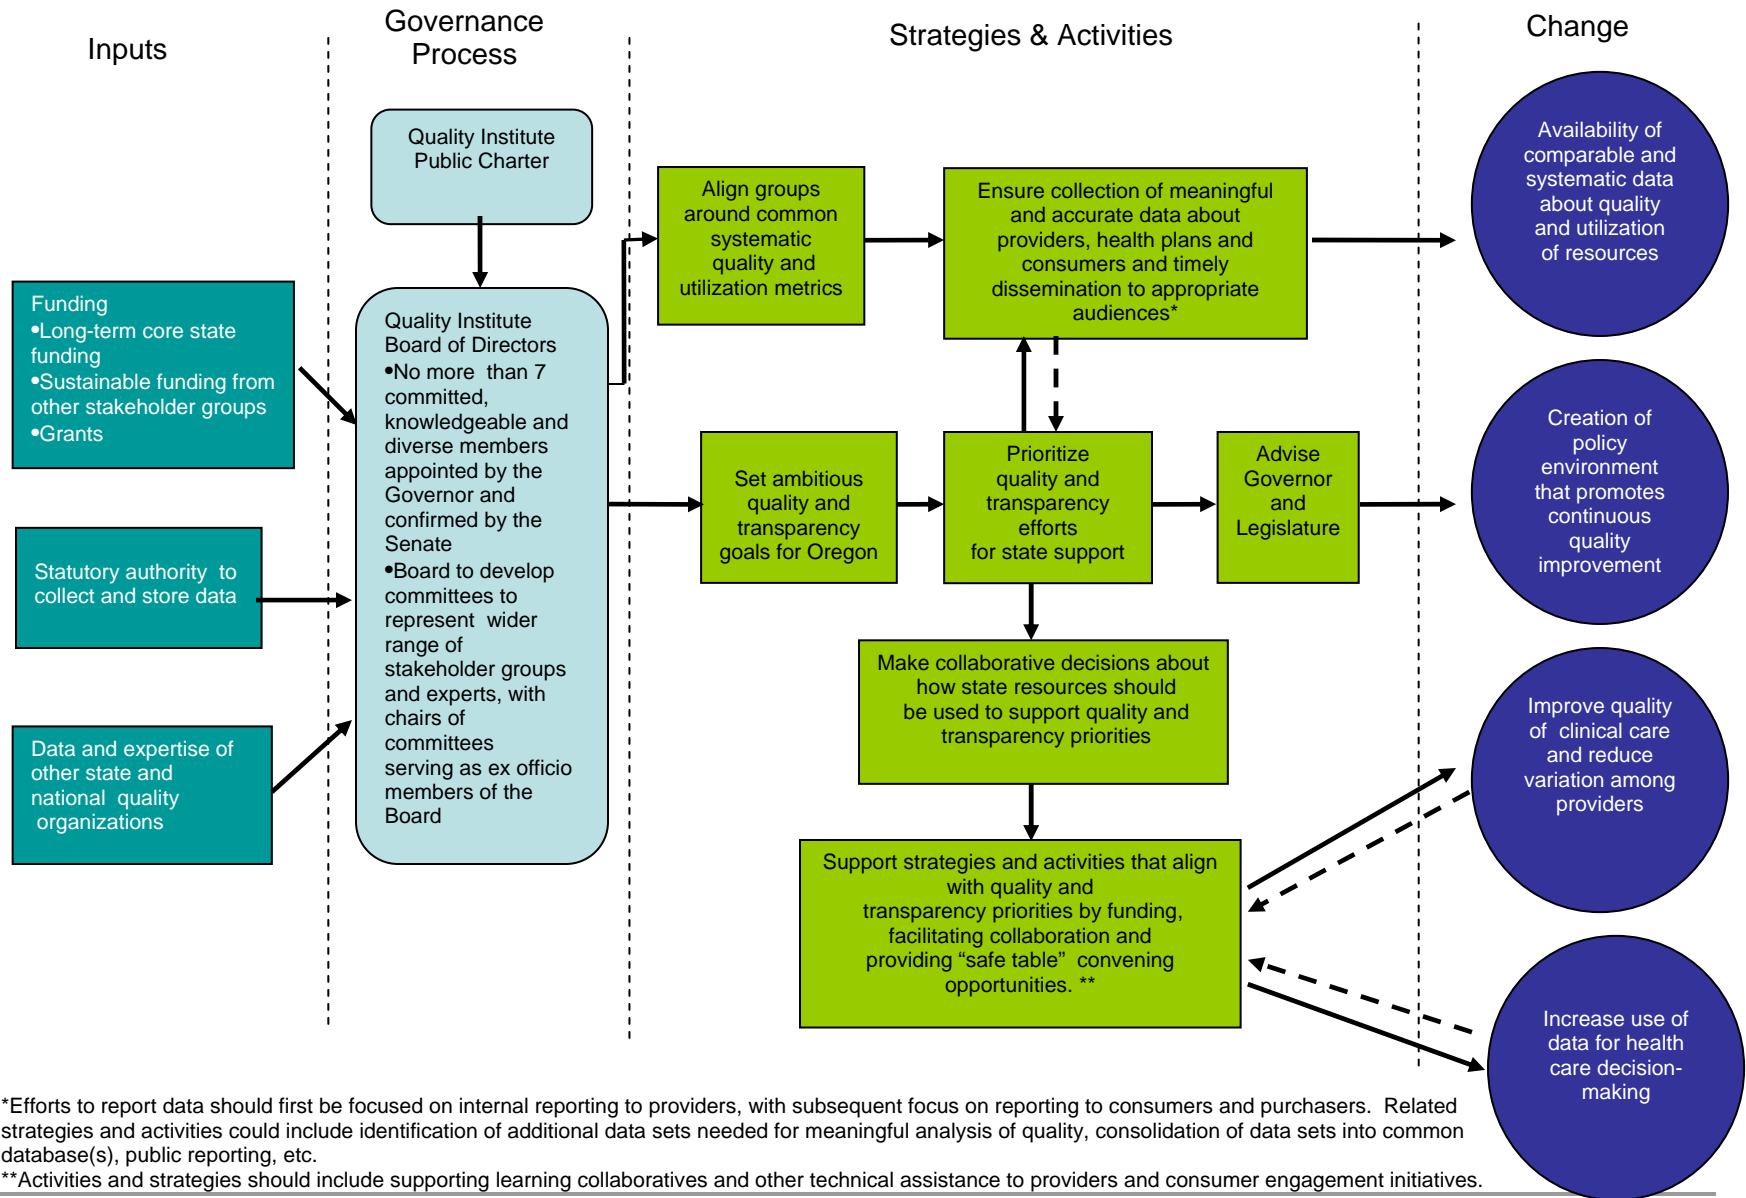 Inputs
Governance
Process
Strategies & Activities
Change
Quality Institute
Public Charter
Funding
•Long-term core state
funding
•Sustainable funding from
other stakeholder groups
•Grants
Statutory authority to
collect and store data
Data and expertise of
other state and
national quality
organizations
Quality Institute
Board of Directors
•No more than 7
committed,
knowledgeable and
diverse members
appointed by the
Governor and
confirmed by the
Senate
•Board to develop
committees to
represent wider
range of
stakeholder groups
and experts, with
chairs of
committees
serving as ex officio
members of the
Board
Align groups
around common
systematic
quality and
utilization metrics
Ensure collection of meaningful
and accurate data about
providers, health plans and
consumers and timely
dissemination to appropriate
audiences*
Set ambitious
quality and
transparency
goals for Oregon
Prioritize
quality and
transparency
efforts
for state support
Advise
Governor
and
Legislature
Make collaborative decisions about
how state resources should
be used to support quality and
transparency priorities
Support strategies and activities that align
with quality and
transparency priorities by funding,
facilitating collaboration and
providing “safe table” convening
opportunities. **
Availability of
comparable and
systematic data
about quality
and utilization
of resources
Creation of
policy
environment
that promotes
continuous
quality
improvement
Improve quality
of clinical care
and reduce
variation among
providers
Increase use of
data for health
care decision-
making
*Efforts to report data should first be focused on internal reporting to providers, with subsequent focus on reporting to consumers and purchasers. Related
strategies and activities could include identification of additional data sets needed for meaningful analysis of quality, consolidation of data sets into common
database(s), public reporting, etc.
**Activities and strategies should include supporting learning collaboratives and other technical assistance to providers and consumer engagement initiatives.